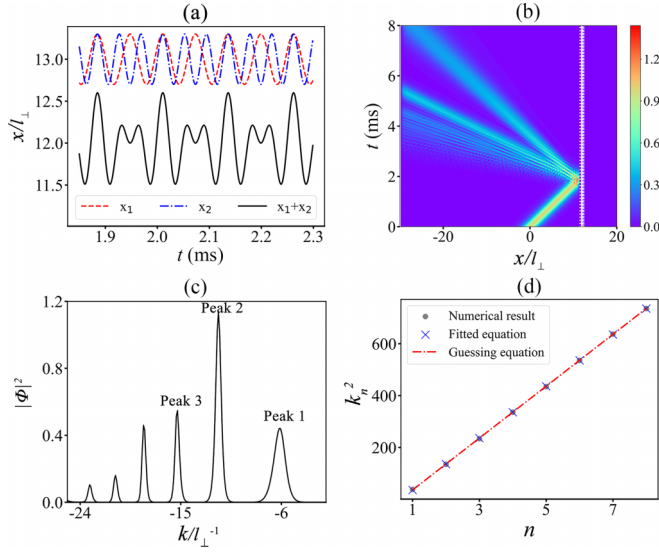 (a)
13.0
12.5
12.0
11.5
x/l⊥
x₁
x₂
x₁+x₂
1.9
2.0
2.1
2.2
2.3
t (ms)
(b)
8
6
4
2
0
t (ms)
-20
0
20
x/l⊥
1.2
0.9
0.6
0.3
0.0
(c)
1.2
0.8
0.4
0.0
|Φ|²
Peak 2
Peak 3
Peak 1
-24
-15
-6
k/l⊥⁻¹
(d)
Numerical result
Fitted equation
Guessing equation
600
400
200
kₙ²
1
3
5
7
n